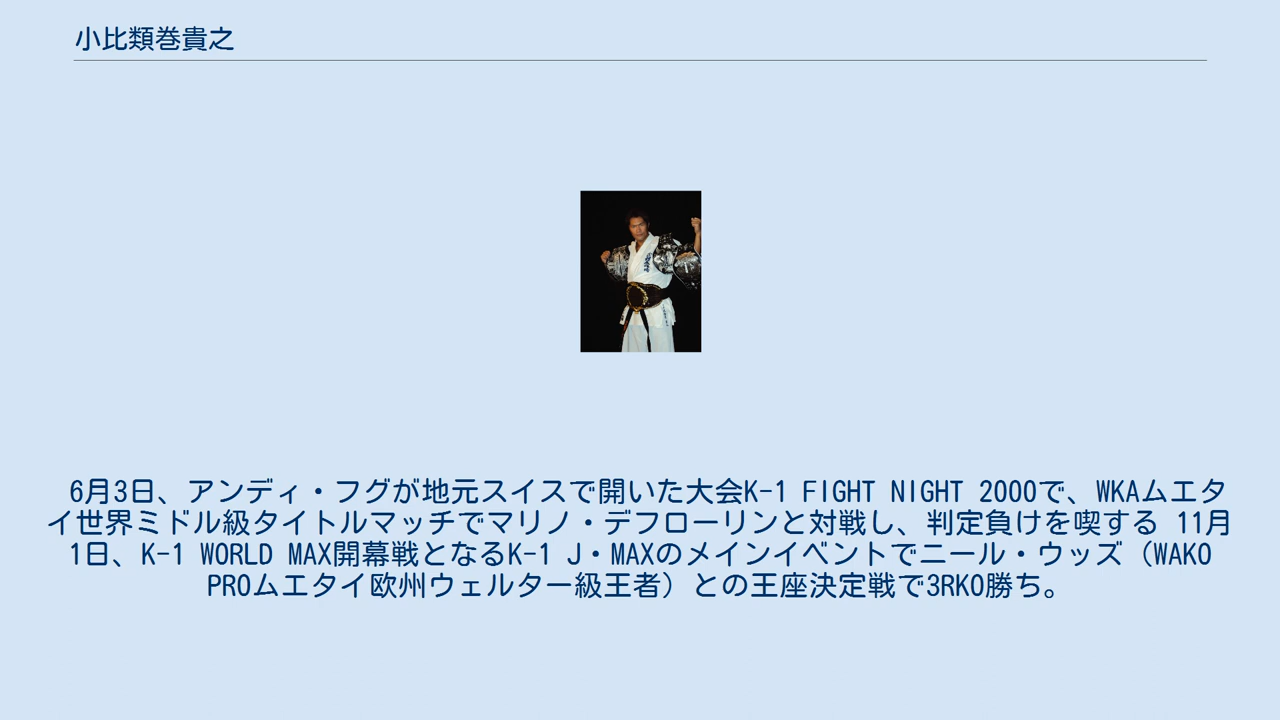 小比類巻貴之
6月3日、アンディ・フグが地元スイスで開いた大会K-1 FIGHT NIGHT 2000で、WKAムエタ
イ世界ミドル級タイトルマッチでマリノ・デフローリンと対戦し、判定負けを喫する 11月
1日、K-1 WORLD MAX開幕戦となるK-1 J・MAXのメインイベントでニール・ウッズ（WAKO
PROムエタイ欧州ウェルター級王者）との王座決定戦で3RKO勝ち。